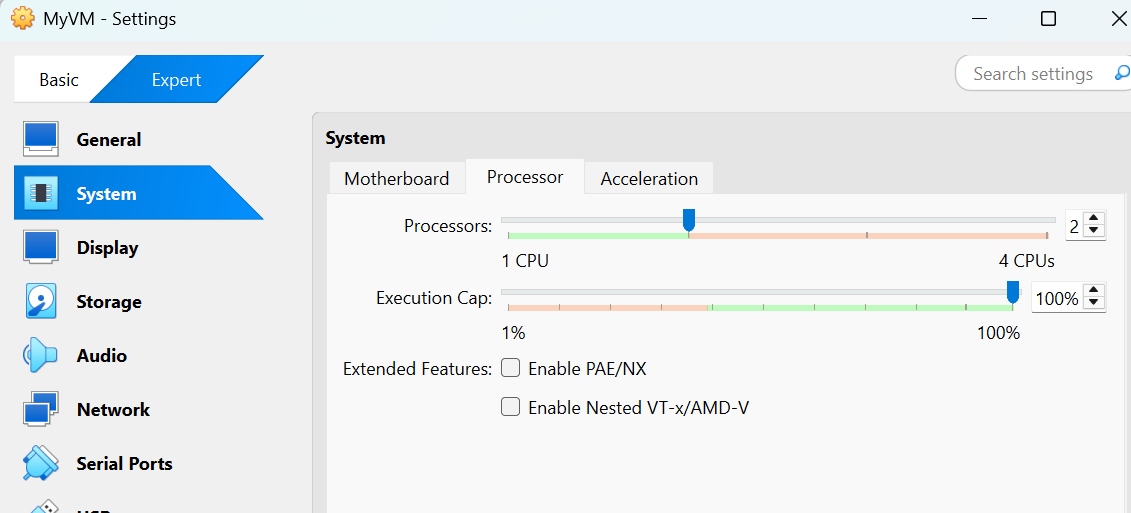 MyVM - Settings
Basic
Expert
Search settings
General
System
Display
Storage
Audio
Network
Serial Ports
System
Motherboard
Processor
Acceleration
Processors:
2
1 CPU
4 CPUs
Execution Cap:
100%
1%
100%
Extended Features:
Enable PAE/NX
Enable Nested VT-x/AMD-V